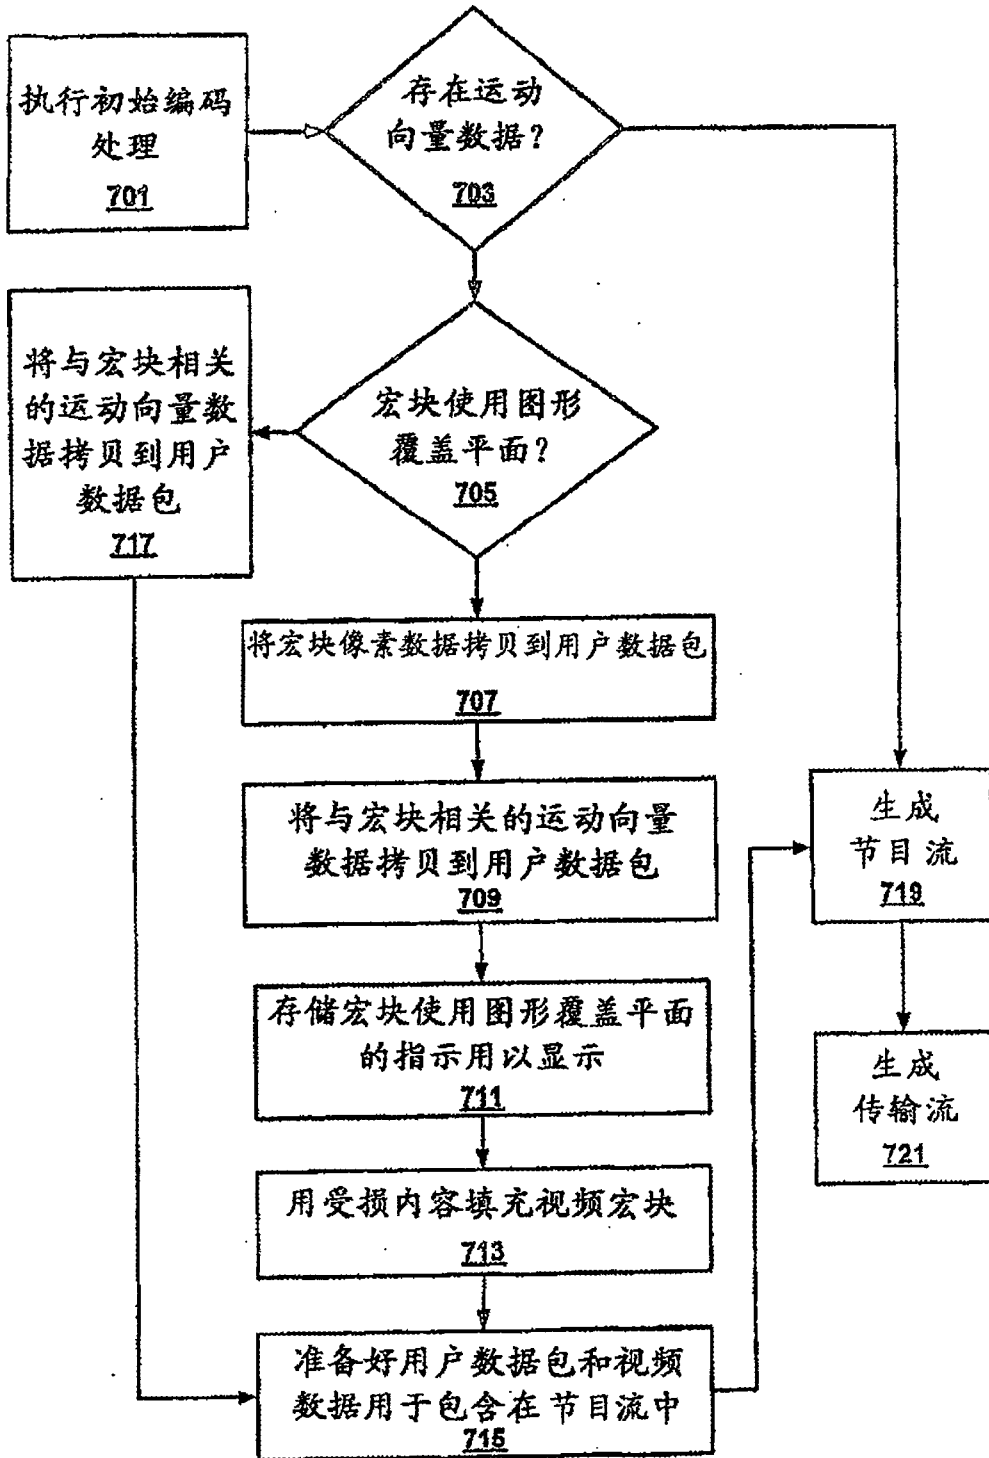 执行初始编码
处理
701
存在运动
向量数据？
703
宏块使用图形
覆盖平面？
705
将与宏块相关
的运动向量数
据拷贝到用户
数据包
717
将宏块像素数据拷贝到用户数据包
707
将与宏块相关的运动向量
数据拷贝到用户数据包
709
存储宏块使用图形覆盖平面
的指示用以显示
711
用受损内容填充视频宏块
713
准备好用户数据包和视频
数据用于包含在节目流中
715
生成
节目流
719
生成
传输流
721